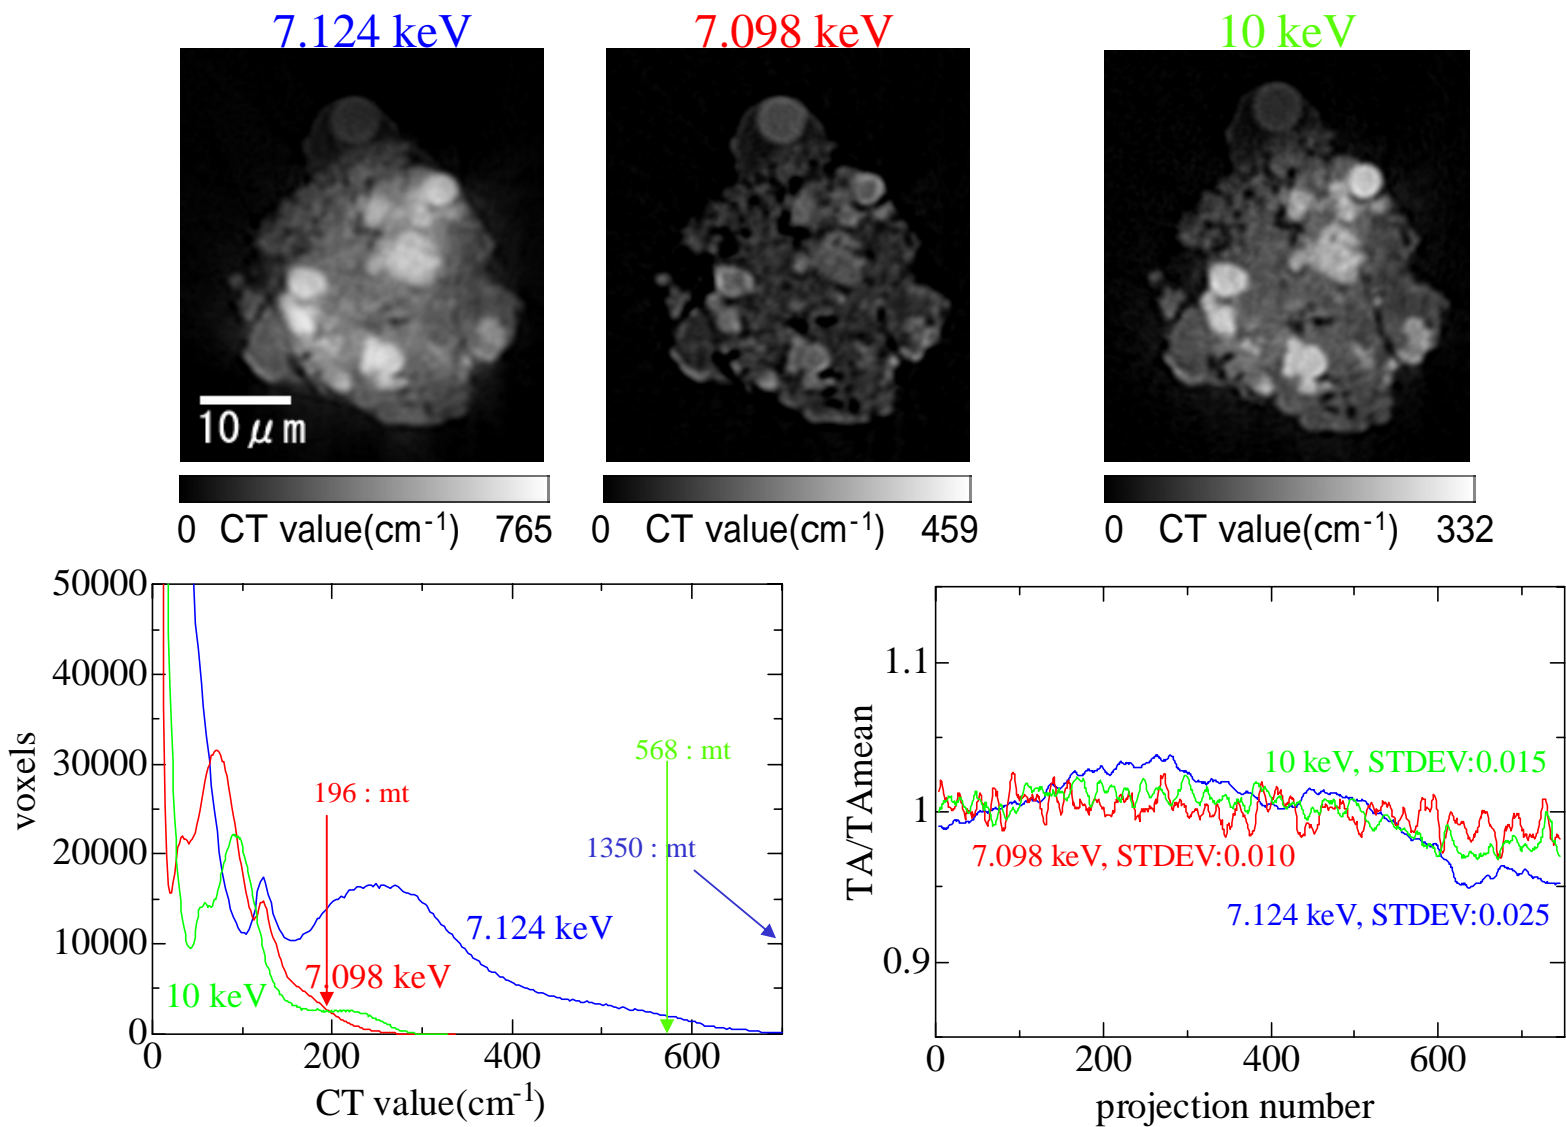 7.124 keV
7.098 keV
10 keV
10 μm
0 CT value(cm⁻¹) 765
0 CT value(cm⁻¹) 459
0 CT value(cm⁻¹) 332
50000
40000
30000
20000
10000
0
voxels
568 : mt
196 : mt
1350 : mt
7.124 keV
7.098 keV
10 keV
0 200 400 600
CT value(cm⁻¹)
1.1
1
0.9
TA/TAmean
10 keV, STDEV:0.015
7.098 keV, STDEV:0.010
7.124 keV, STDEV:0.025
0 200 400 600
projection number